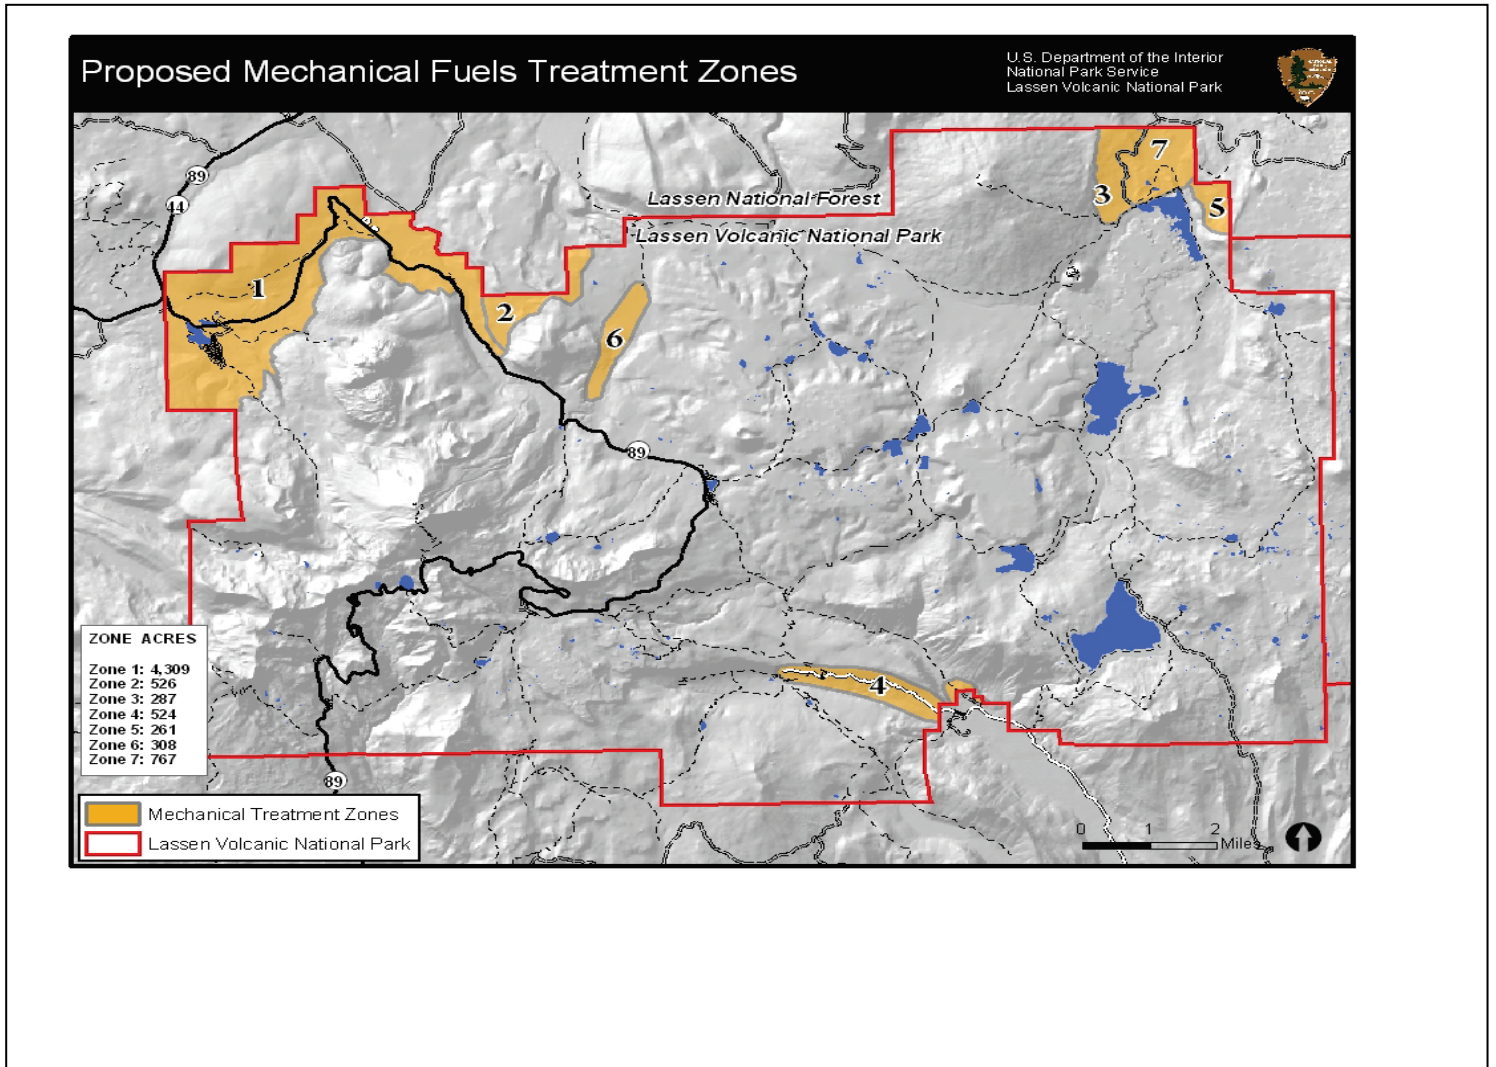 Proposed Mechanical Fuels Treatment Zones
U.S. Department of the Interior
National Park Service
Lassen Volcanic National Park
89
44
Lassen National Forest
Lassen Volcanic National Park
7
3
5
1
2
6
89
4
ZONE ACRES
Zone 1: 4,309
Zone 2: 526
Zone 3: 287
Zone 4: 524
Zone 5: 261
Zone 6: 308
Zone 7: 767
89
Mechanical Treatment Zones
Lassen Volcanic National Park
0 1 2
Miles